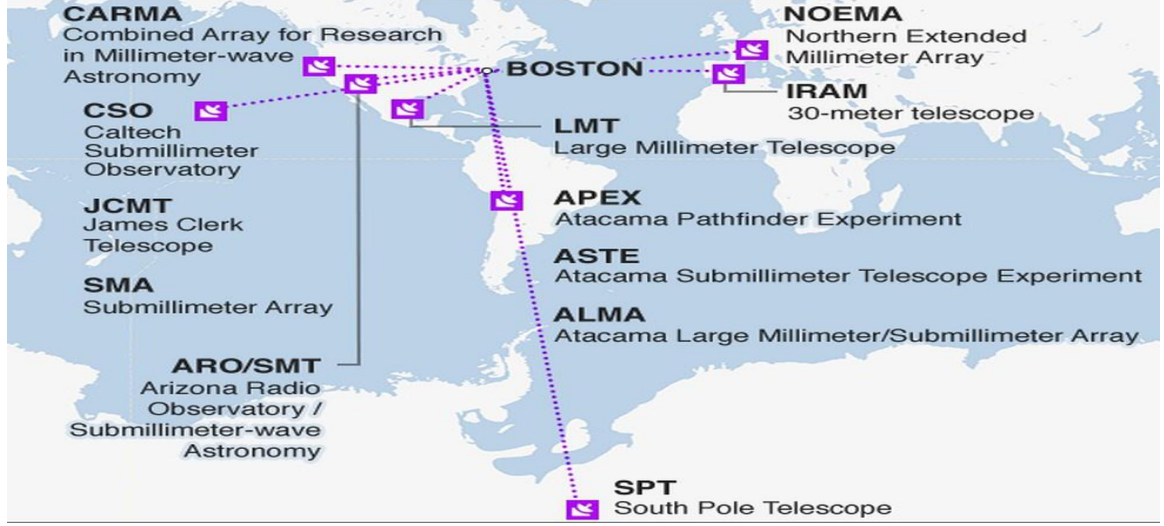 CARMA
Combined Array for Research
in Millimeter-wave
Astronomy
CSO
Caltech
Submillimeter
Observatory
JCMT
James Clerk
Telescope
SMA
Submillimeter Array
ARO/SMT
Arizona Radio
Observatory /
Submillimeter-wave
Astronomy
BOSTON
NOEMA
Northern Extended
Millimeter Array
IRAM
30-meter telescope
LMT
Large Millimeter Telescope
APEX
Atacama Pathfinder Experiment
ASTE
Atacama Submillimeter Telescope Experiment
ALMA
Atacama Large Millimeter/Submillimeter Array
SPT
South Pole Telescope